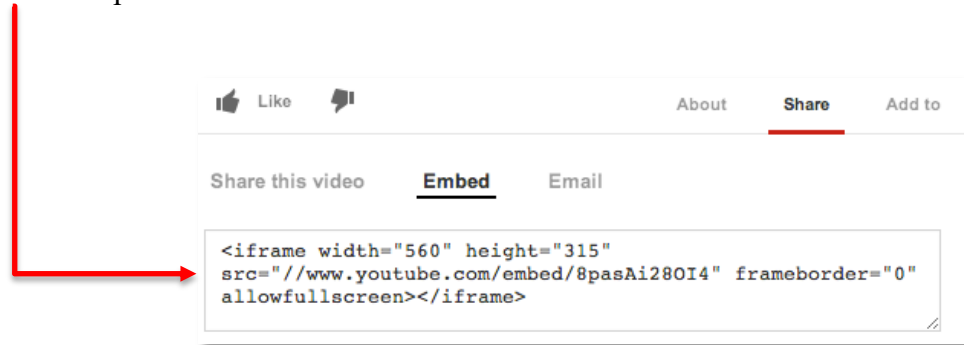 Like About Share Add to
Share this video Embed Email
<iframe width="560" height="315"
src="//www.youtube.com/embed/8pasAi28OI4" frameborder="0"
allowfullscreen></iframe>